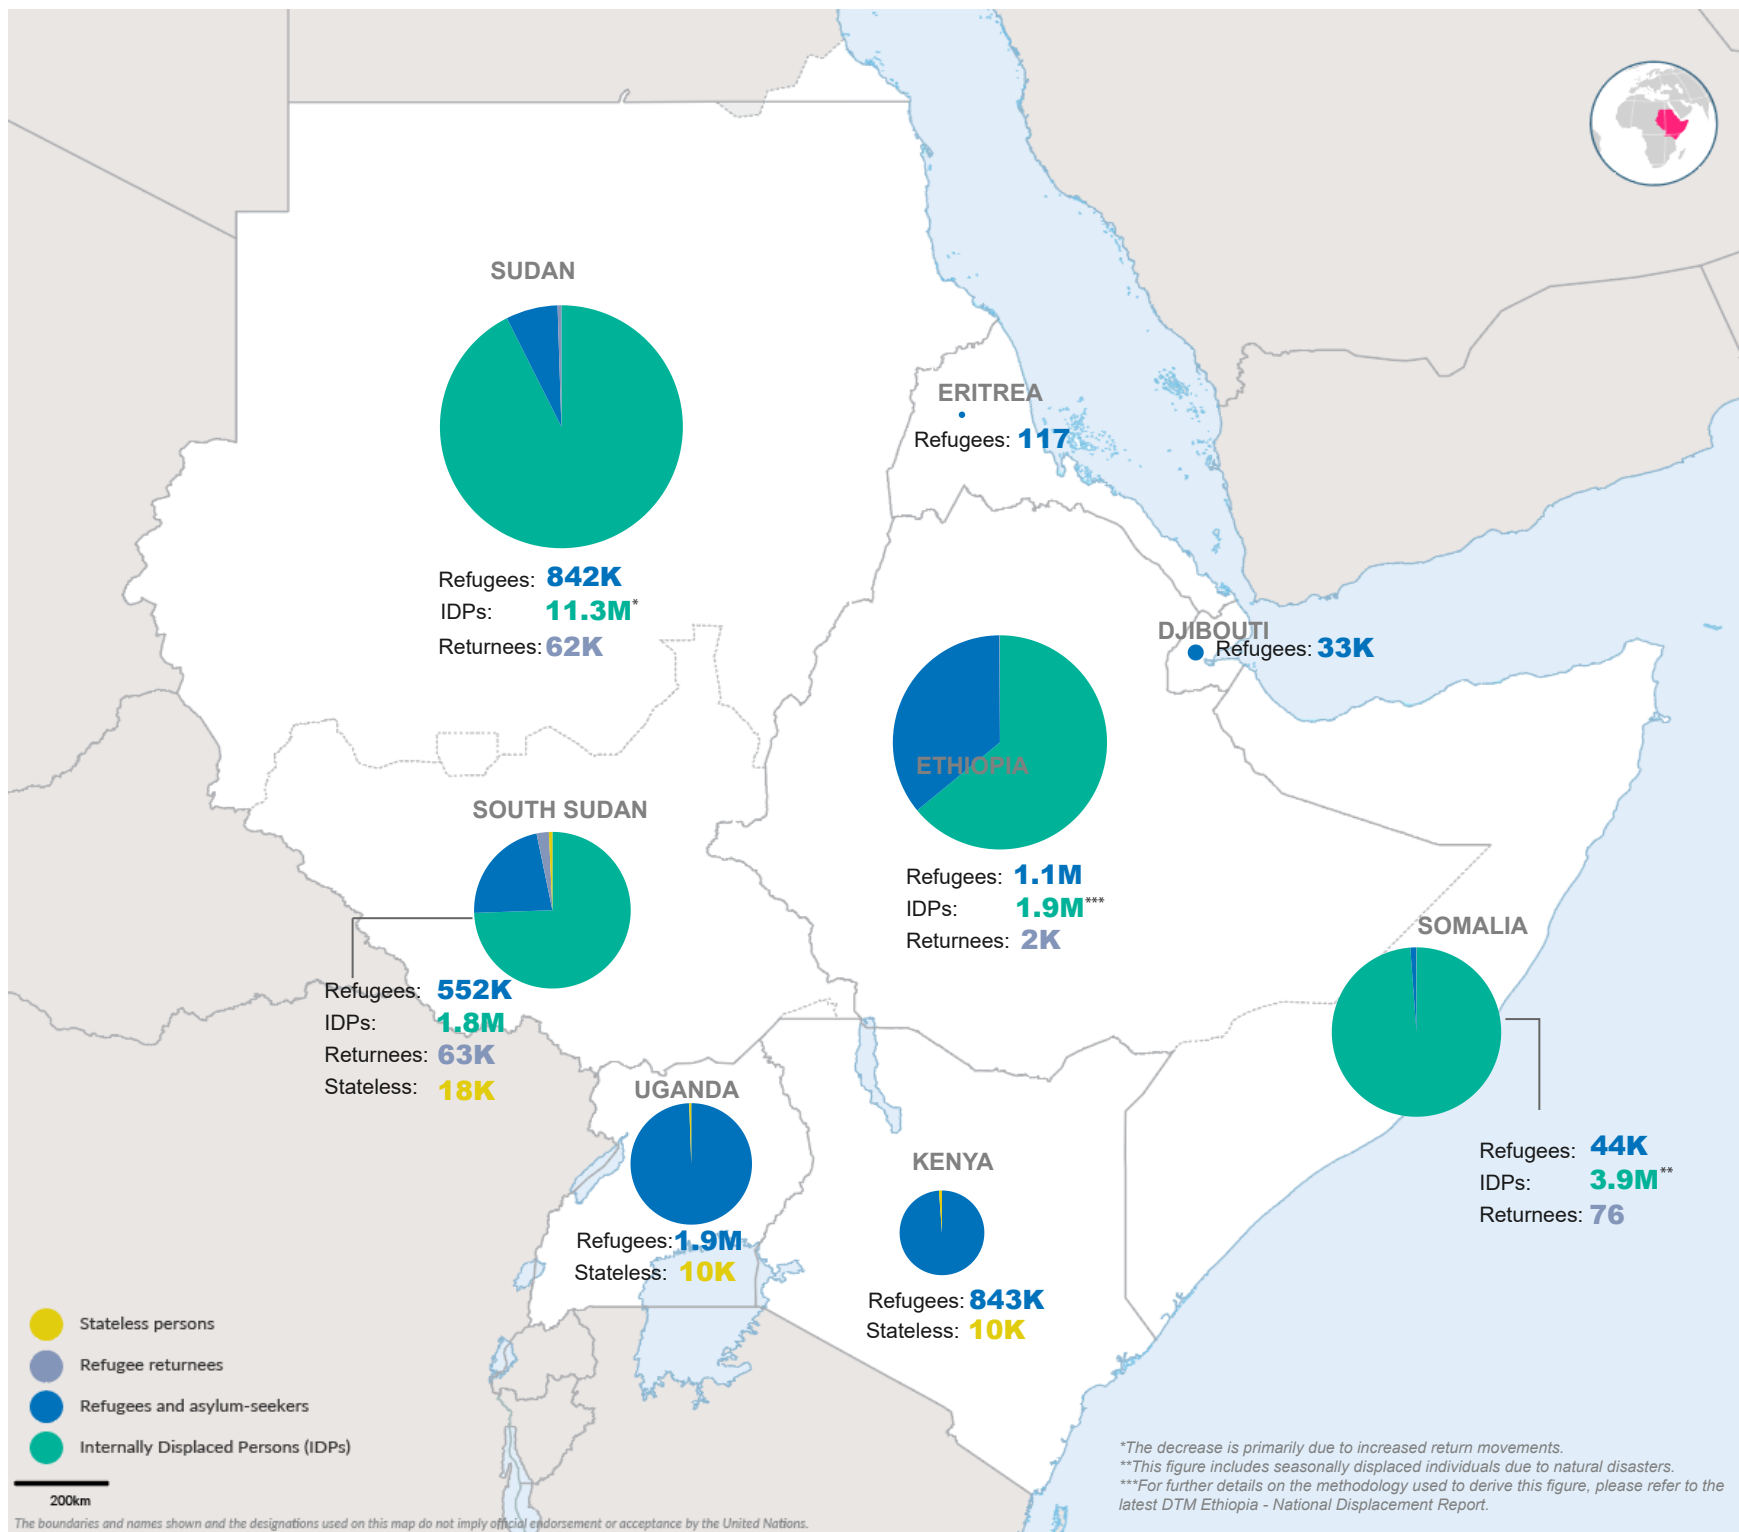 SUDAN
Refugees: 842K
IDPs: 11.3M*
Returnees: 62K
ERITREA
Refugees: 117
DJIBOUTI
Refugees: 33K
ETHIOPIA
Refugees: 1.1M
IDPs: 1.9M***
Returnees: 2K
SOUTH SUDAN
Refugees: 552K
IDPs: 1.8M
Returnees: 63K
Stateless: 18K
SOMALIA
Refugees: 44K
IDPs: 3.9M**
Returnees: 76
UGANDA
Refugees: 1.9M
Stateless: 10K
KENYA
Refugees: 843K
Stateless: 10K
Stateless persons
Refugee returnees
Refugees and asylum-seekers
Internally Displaced Persons (IDPs)
200km
*The decrease is primarily due to increased return movements.
**This figure includes seasonally displaced individuals due to natural disasters.
***For further details on the methodology used to derive this figure, please refer to the
latest DTM Ethiopia - National Displacement Report.
The boundaries and names shown and the designations used on this map do not imply official endorsement or acceptance by the United Nations.